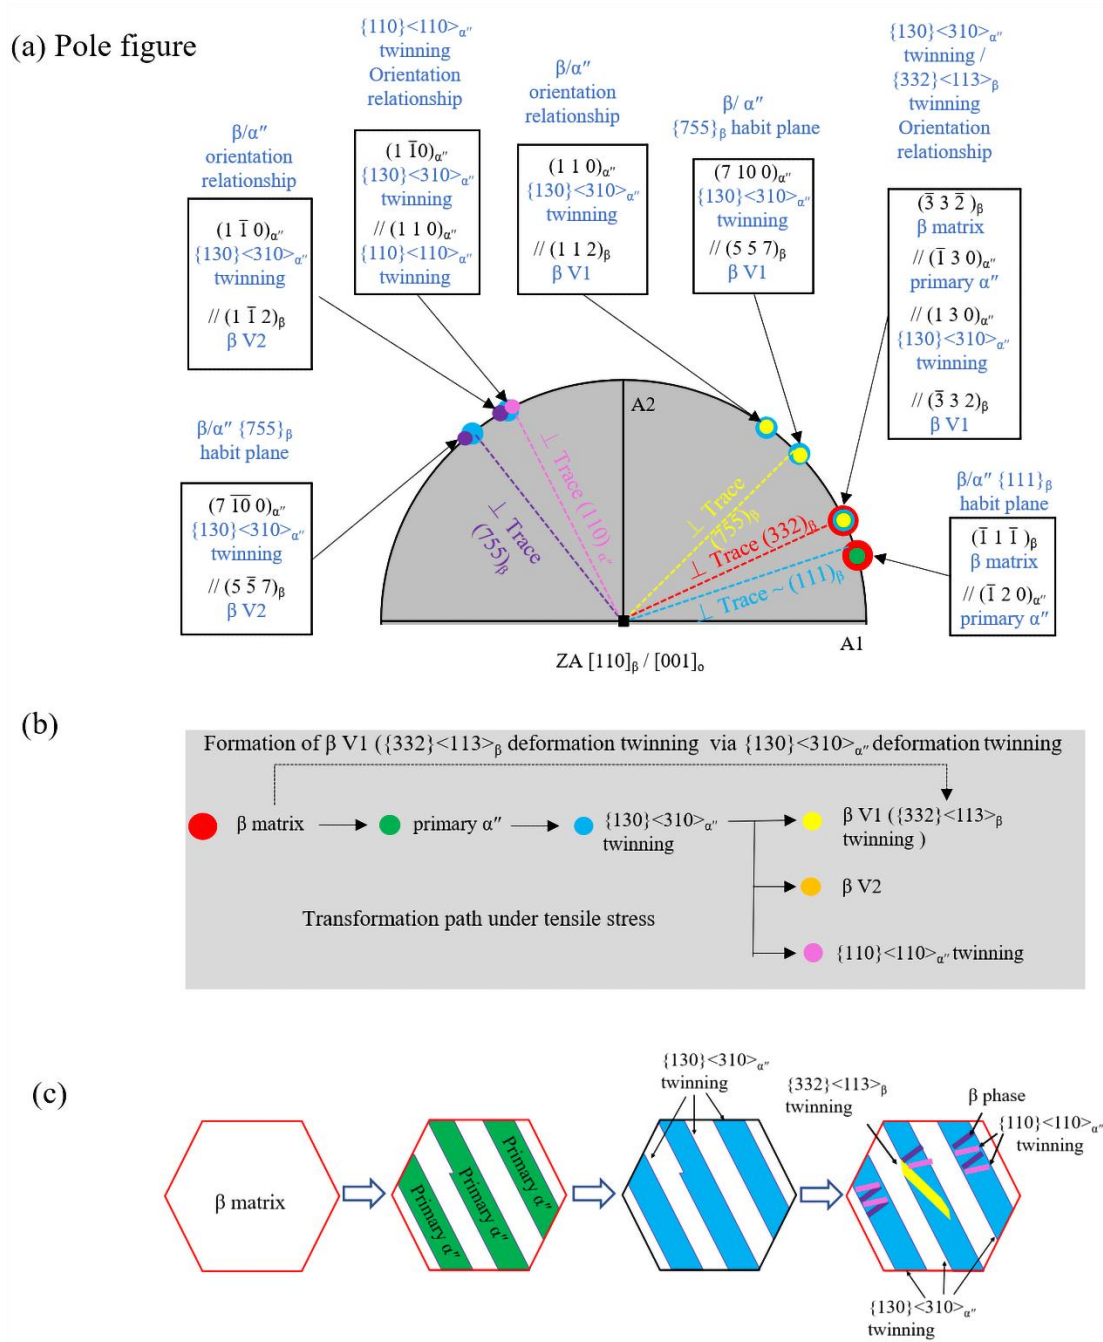 (a) Pole figure
{110}<110>α″
twinning
Orientation
relationship
{130}<310>α″
twinning /
{332}<113>β
twinning
Orientation
relationship
β/α″
orientation
relationship
β/ α″
{755}β habit plane
β/α″
orientation
relationship
(1 1̅0)α″
{130}<310>α″
twinning
// (1 1 0)α″
{110}<110>α″
twinning
(1 1 0)α″
{130}<310>α″
twinning
// (1 1 2)β
β V1
(7 10 0)α″
{130}<310>α″
twinning
// (5 5 7)β
β V1
(3̅ 3 2̅ )β
β matrix
// (1̅ 3 0)α″
primary α″
// (1 3 0)α″
{130}<310>α″
twinning
// (3̅ 3 2)β
β V1
(1 1̅ 0)α″
{130}<310>α″
twinning
// (1 1̅ 2)β
β V2
β/α″ {755}β
habit plane
(7 1̅0̅ 0)α″
{130}<310>α″
twinning
// (5 5̅ 7)β
β V2
β/α″ {111}β
habit plane
(1̅ 1 1̅ )β
β matrix
// (1̅ 2 0)α″
primary α″
A2
⊥ Trace (110)α″
⊥ Trace
(755)β
⊥ Trace
(75̅5̅)β
⊥ Trace (332)β
⊥ Trace ~ (111)β
A1
ZA [110]β / [001]o
(b)
Formation of β V1 ({332}<113>β deformation twinning via {130}<310>α″ deformation twinning
β matrix
primary α″
{130}<310>α″
twinning
β V1 ({332}<113>β
twinning )
β V2
Transformation path under tensile stress
{110}<110>α″ twinning
(c)
{130}<310>α″
twinning
{332}<113>β
twinning
β phase
{110}<110>α″
twinning
β matrix
Primary α″
Primary α″
Primary α″
{130}<310>α″
twinning